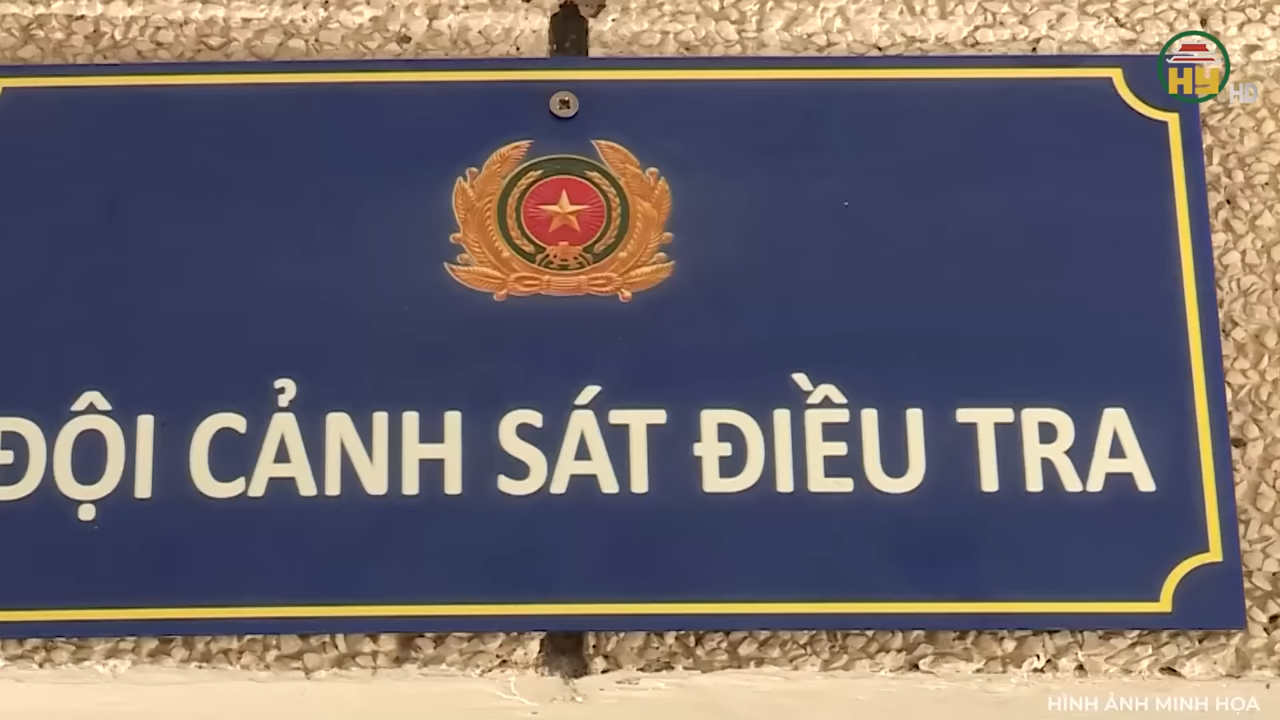 HY HD
ĐỘI CẢNH SÁT ĐIỀU TRA
HÌNH ẢNH MINH HỌA